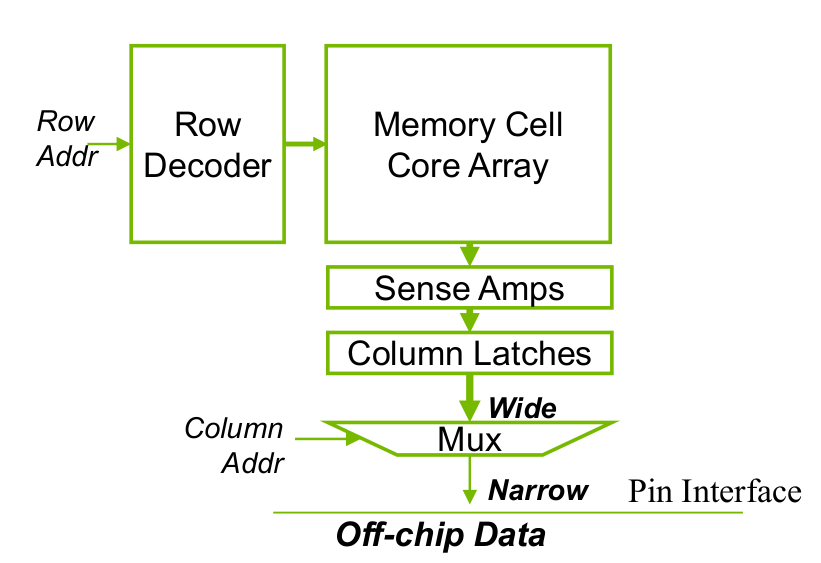 Row
Addr
Row
Decoder
Memory Cell
Core Array
Sense Amps
Column Latches
Wide
Column
Addr
Mux
Narrow
Pin Interface
Off-chip Data